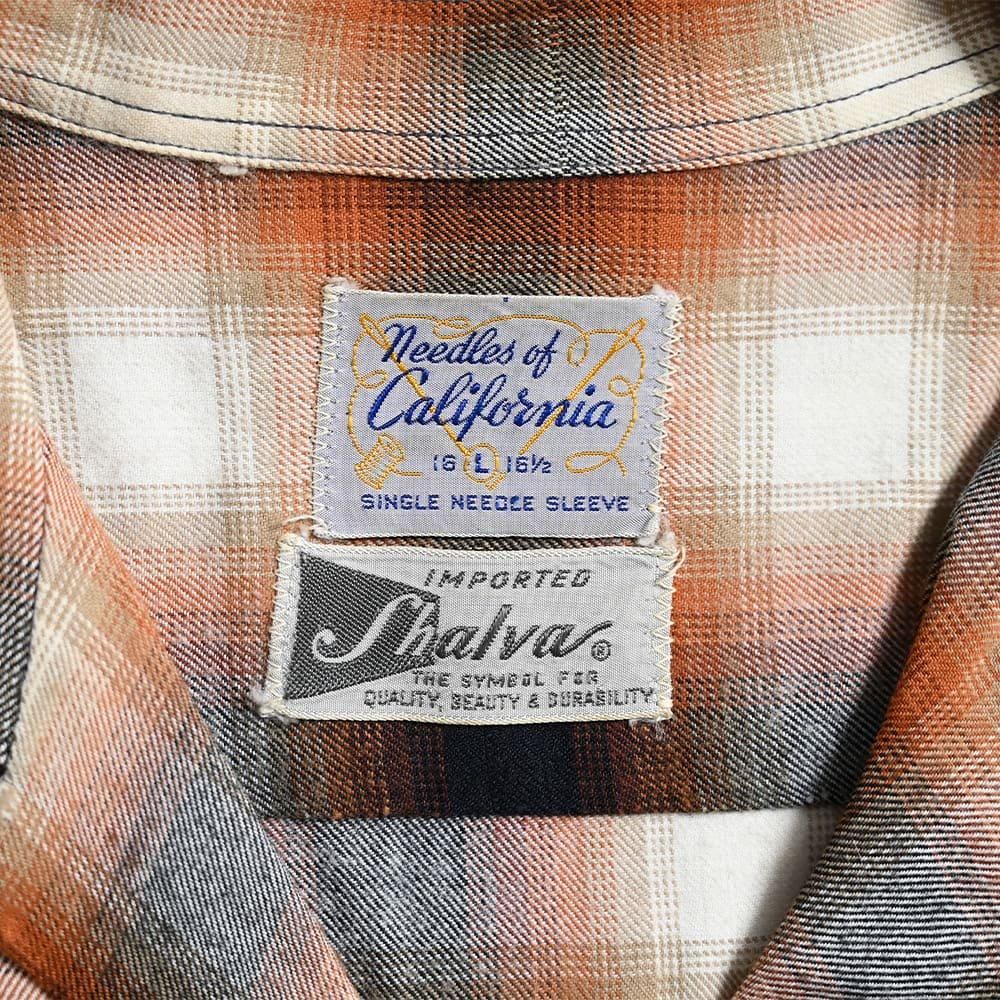 Needles of
California
16 L 16½
SINGLE NEEDLE SLEEVE
IMPORTED
Shalva®
THE SYMBOL FOR
QUALITY, BEAUTY & DURABILITY